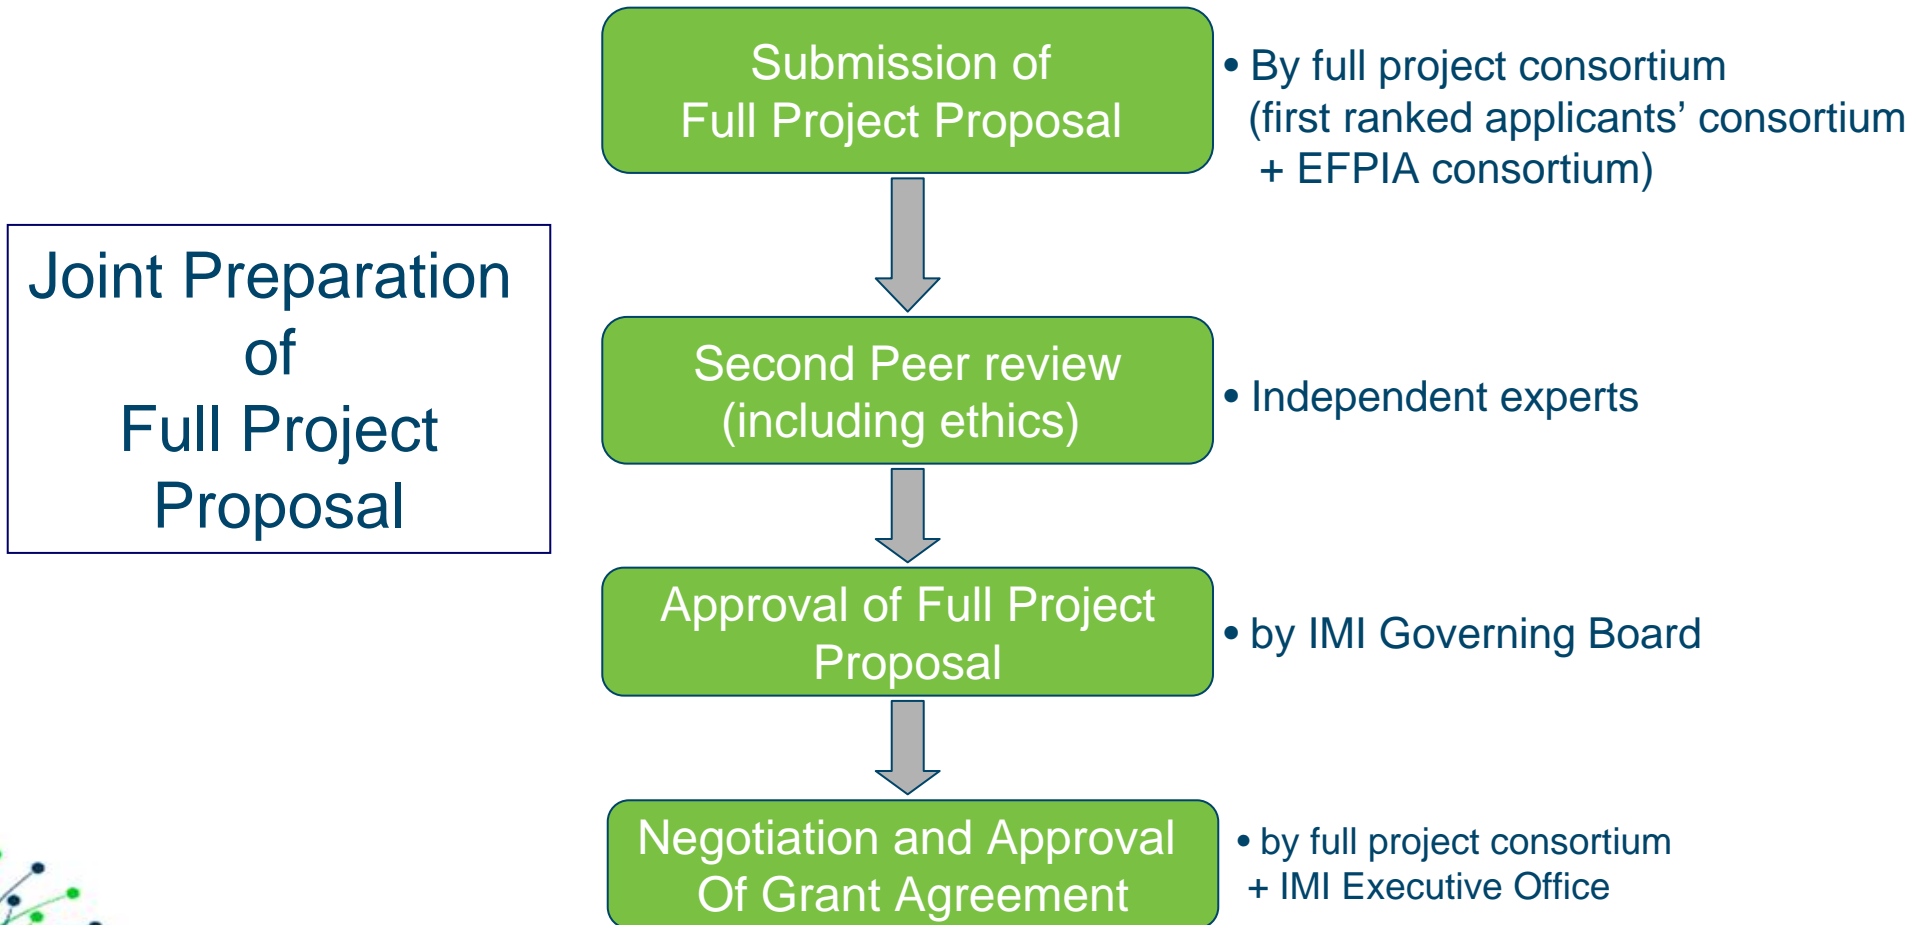 Joint Preparation
of
Full Project
Proposal
Submission of
Full Project Proposal
• By full project consortium
(first ranked applicants’ consortium
+ EFPIA consortium)
Second Peer review
(including ethics)
• Independent experts
Approval of Full Project
Proposal
• by IMI Governing Board
Negotiation and Approval
Of Grant Agreement
• by full project consortium
+ IMI Executive Office